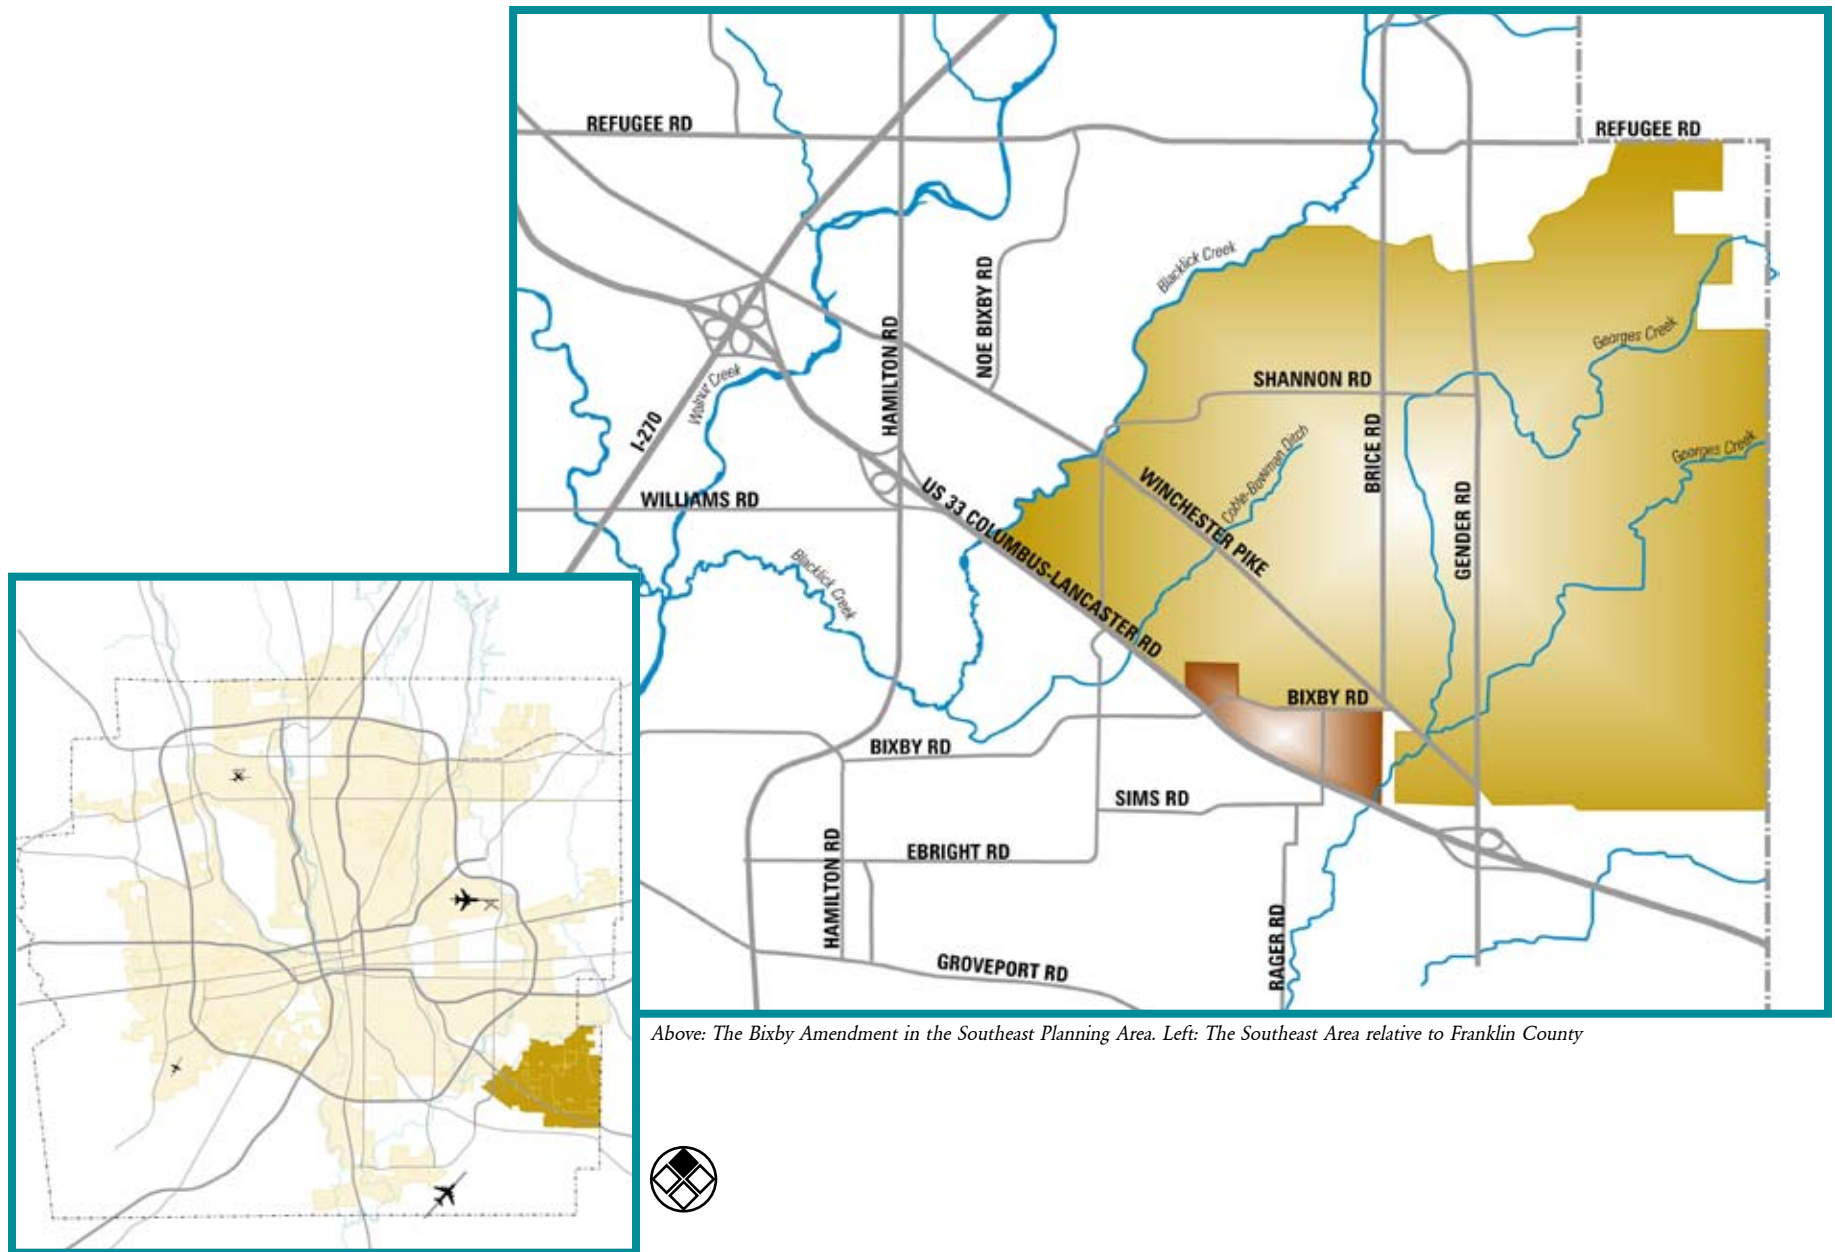 REFUGEE RD
REFUGEE RD
Blacklick Creek
NOE BIXBY RD
HAMILTON RD
Georges Creek
SHANNON RD
Walnut Creek
I-270
BRICE RD
Coble-Bowman Ditch
Georges Creek
WINCHESTER PIKE
WILLIAMS RD
US 33 COLUMBUS-LANCASTER RD
GENDER RD
Blacklick Creek
BIXBY RD
BIXBY RD
SIMS RD
HAMILTON RD
EBRIGHT RD
RAGER RD
GROVEPORT RD
Above: The Bixby Amendment in the Southeast Planning Area. Left: The Southeast Area relative to Franklin County